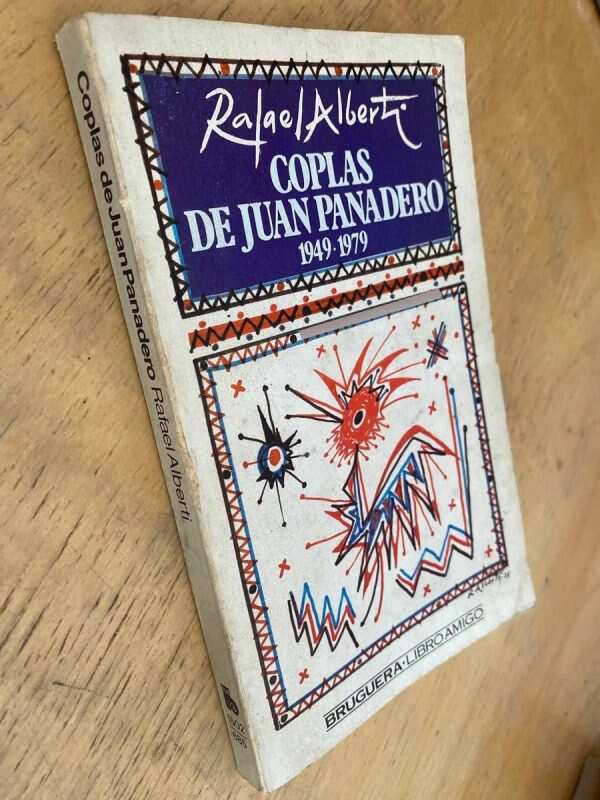 Rafael Alberti
COPLAS
DE JUAN PANADERO
1949·1979
BRUGUERA·LIBRO AMIGO
Coplas de Juan Panadero Rafael Alberti